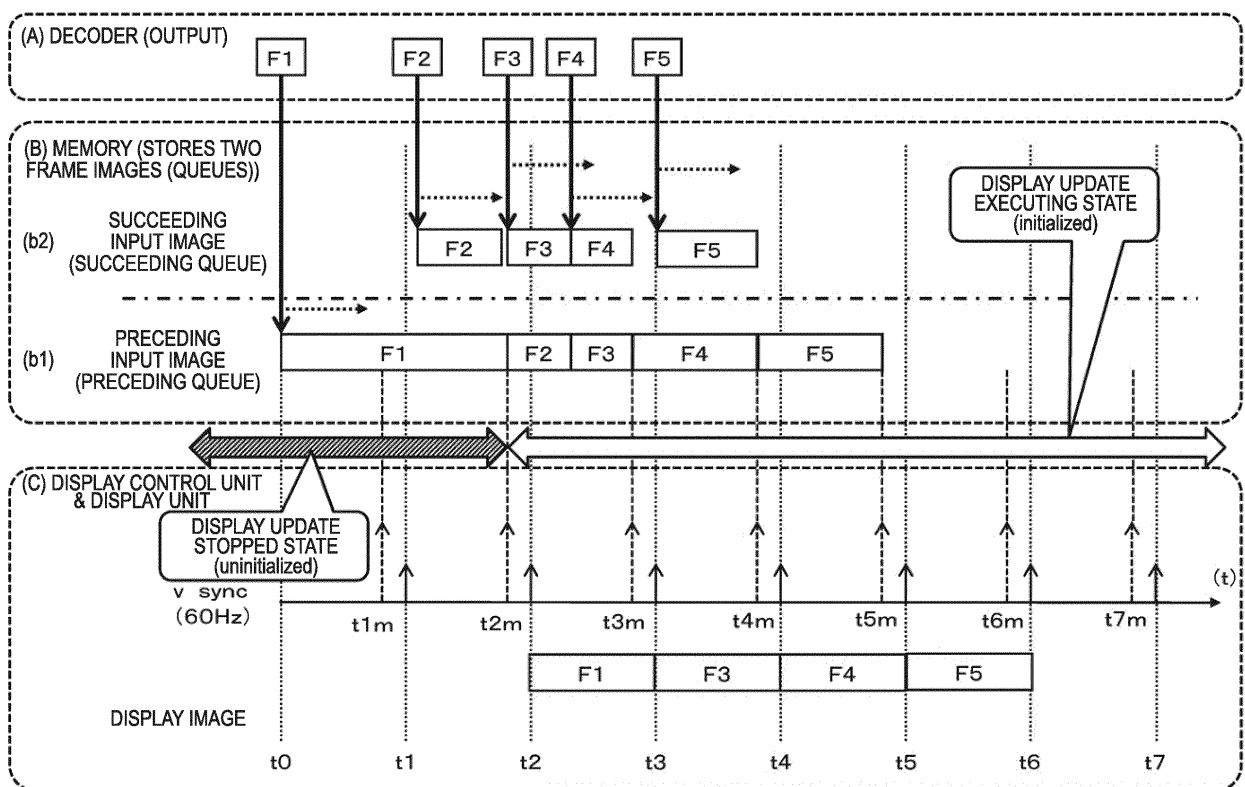 (A) DECODER (OUTPUT)
F1 F2 F3 F4 F5
(B) MEMORY (STORES TWO
FRAME IMAGES (QUEUES))
DISPLAY UPDATE
EXECUTING STATE
(initialized)
(b2) SUCCEEDING
INPUT IMAGE
(SUCCEEDING QUEUE)
F2 F3 F4 F5
(b1) PRECEDING
INPUT IMAGE
(PRECEDING QUEUE)
F1 F2 F3 F4 F5
(C) DISPLAY CONTROL UNIT
& DISPLAY UNIT
DISPLAY UPDATE
STOPPED STATE
(uninitialized)
v sync
(60Hz)
(t)
t1m t2m t3m t4m t5m t6m t7m
F1 F3 F4 F5
DISPLAY IMAGE
t0 t1 t2 t3 t4 t5 t6 t7